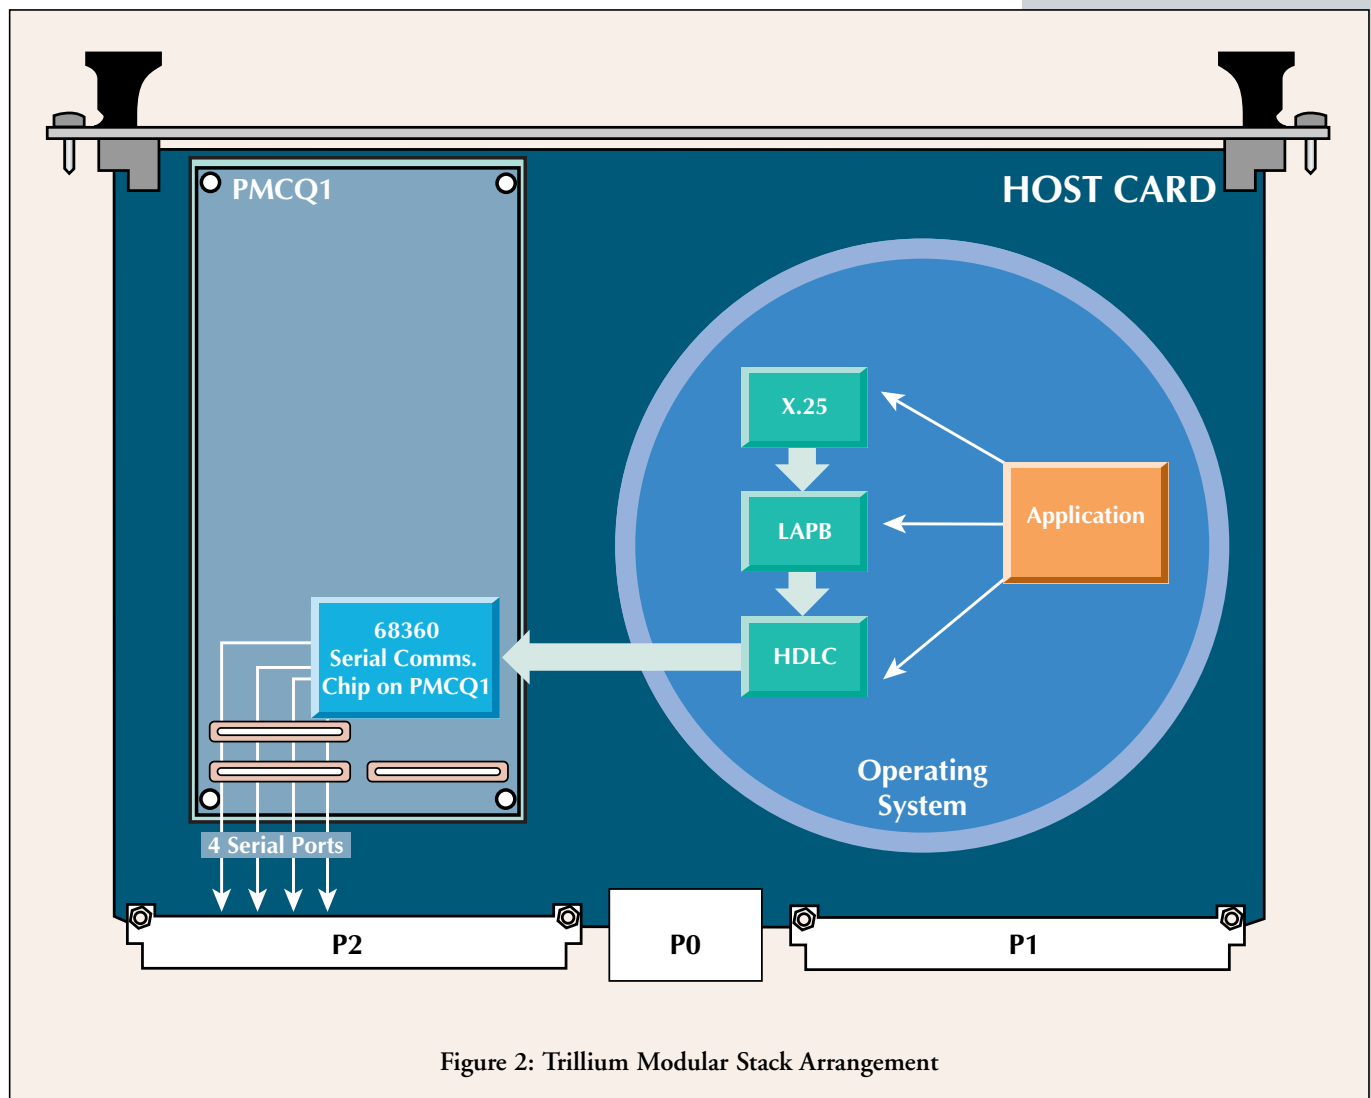 PMCQ1
HOST CARD
X.25
LAPB
HDLC
Application
68360
Serial Comms.
Chip on PMCQ1
Operating
System
4 Serial Ports
P2
P0
P1
Figure 2: Trillium Modular Stack Arrangement